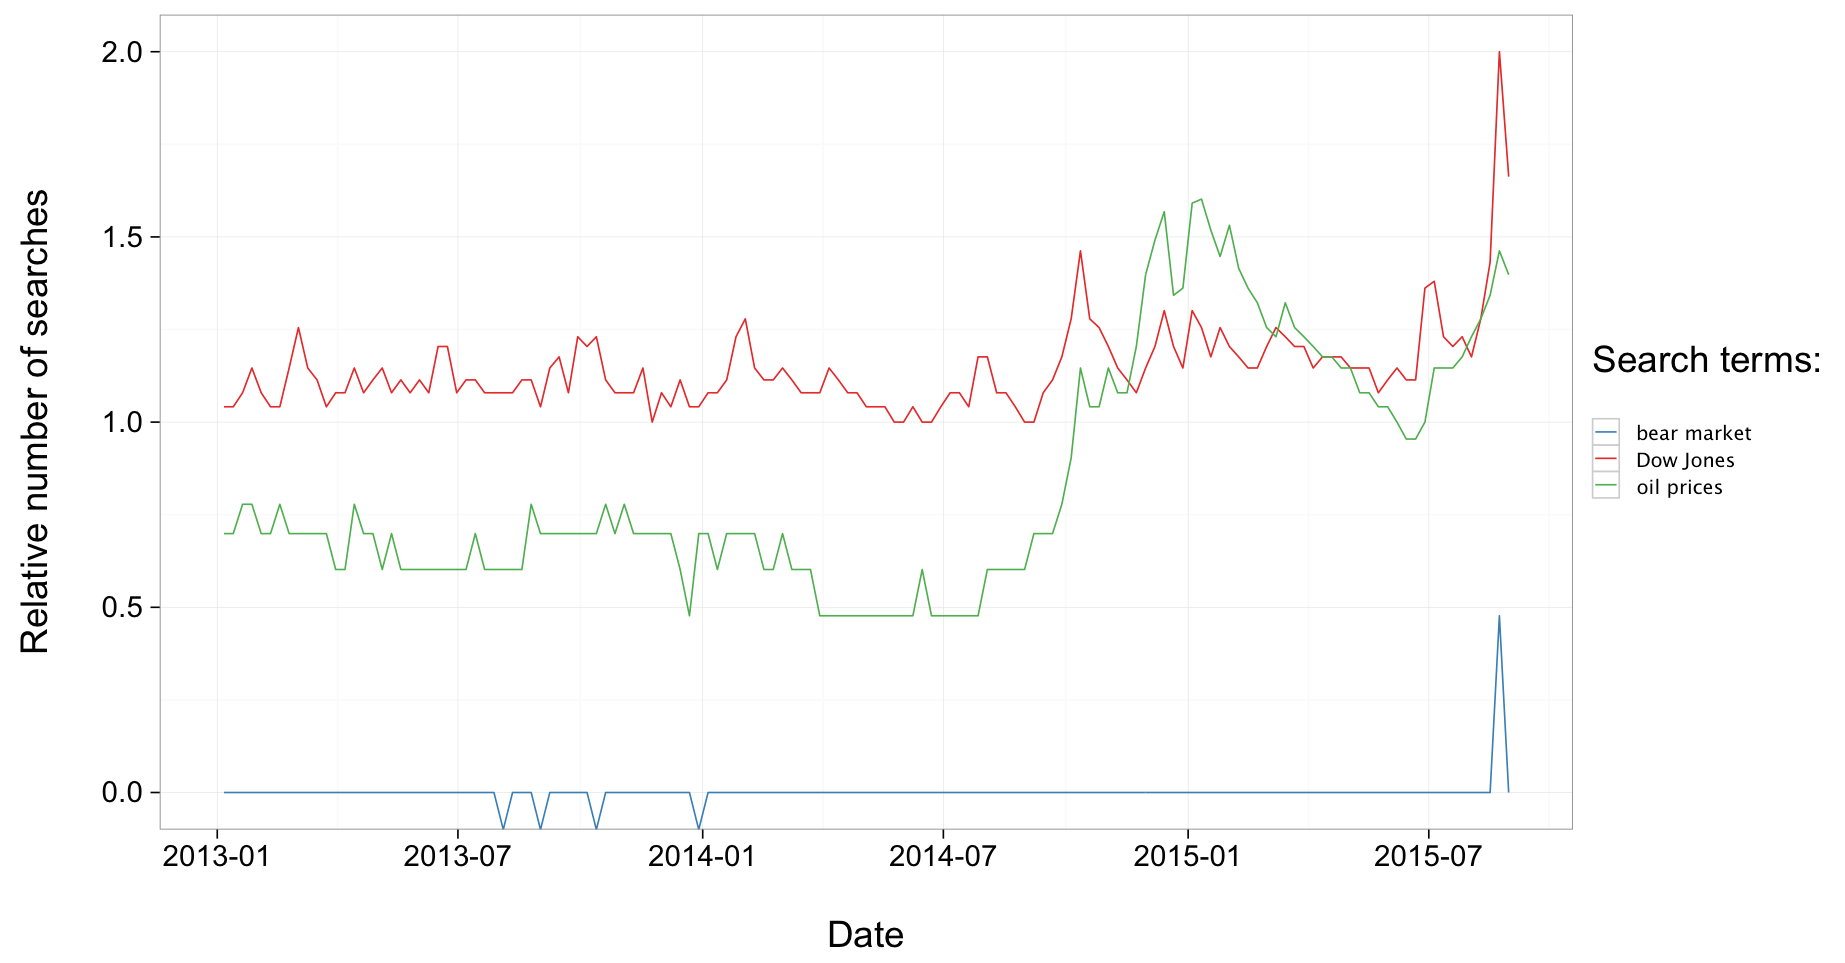 Relative number of searches
2.0
1.5
1.0
0.5
0.0
2013-01 2013-07 2014-01 2014-07 2015-01 2015-07
Date
Search terms:
bear market
Dow Jones
oil prices